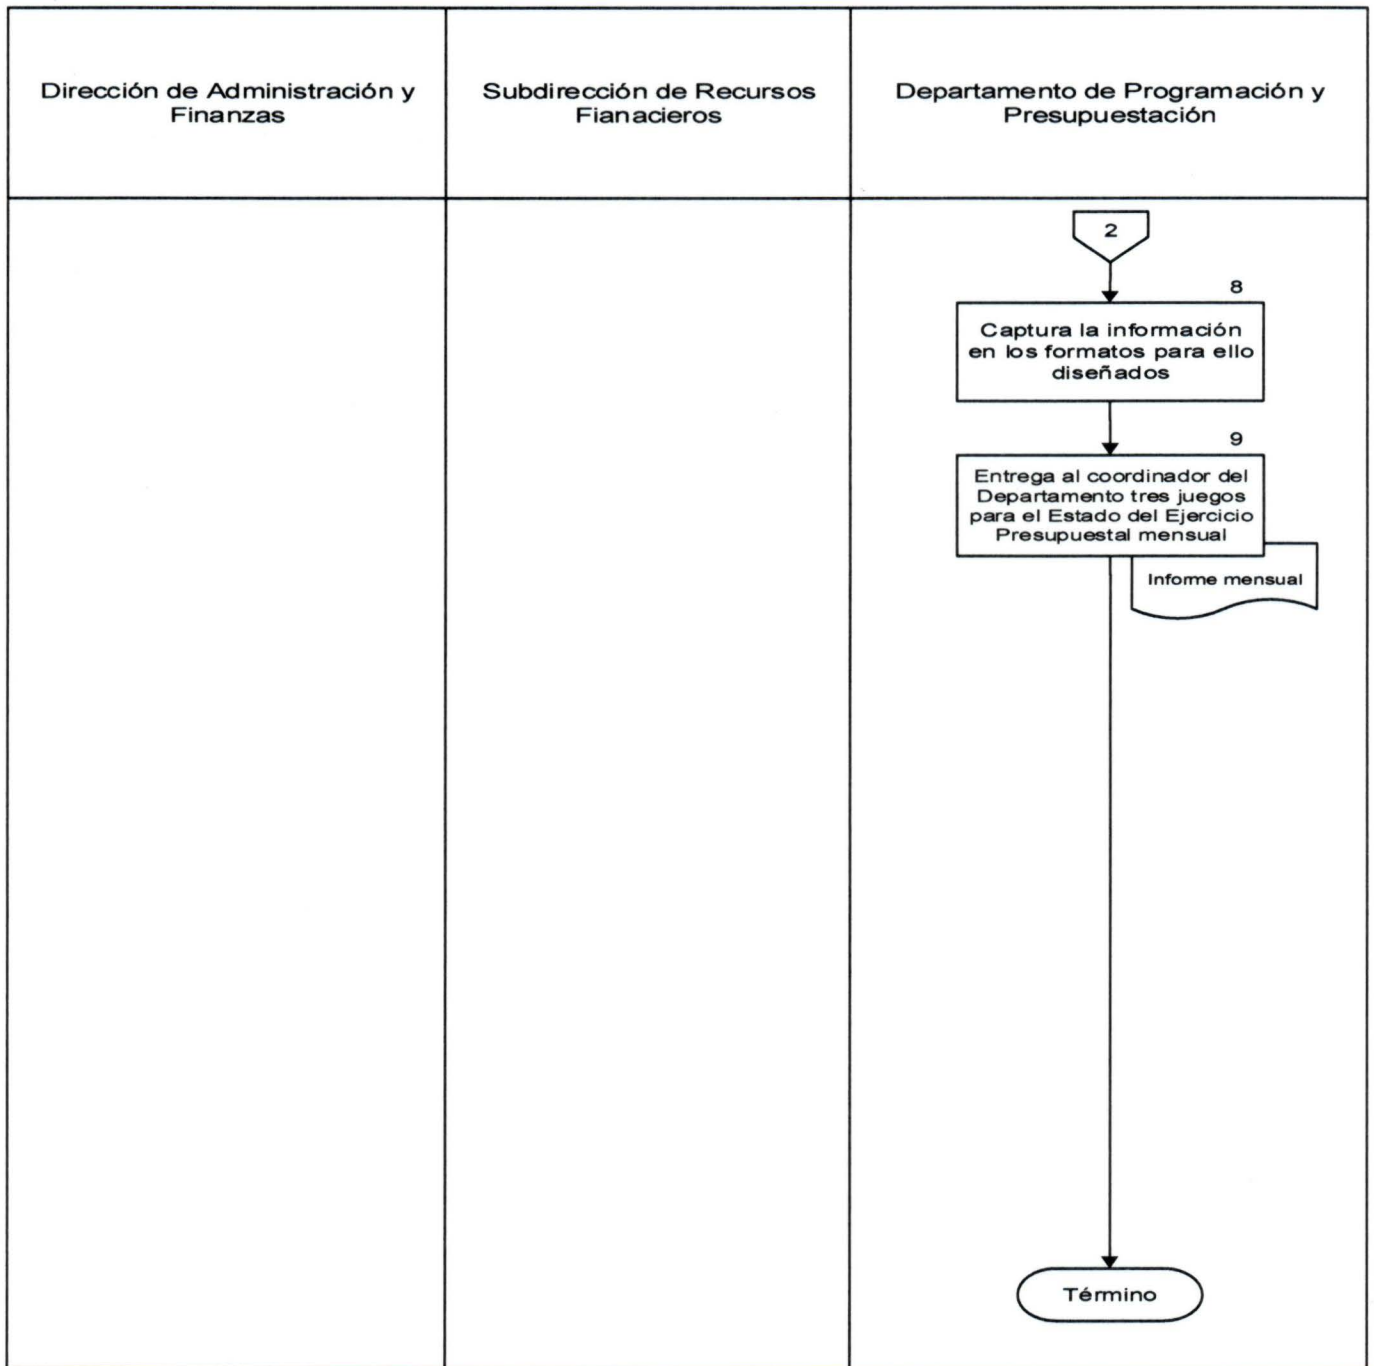 Dirección de Administración y
Finanzas
Subdirección de Recursos
Fianacieros
Departamento de Programación y
Presupuestación
2
8
Captura la información
en los formatos para ello
diseñados
9
Entrega al coordinador del
Departamento tres juegos
para el Estado del Ejercicio
Presupuestal mensual
Informe mensual
Término